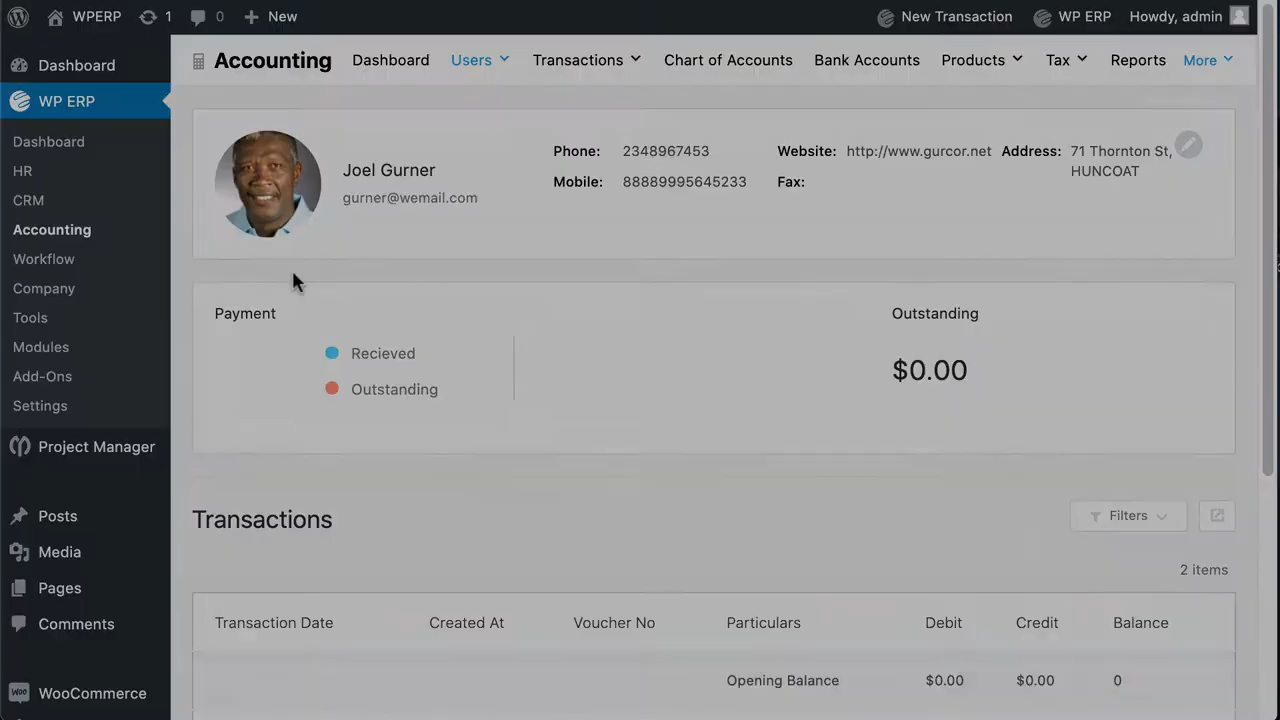 WPERP 1 0 New New Transaction WP ERP Howdy, admin
Dashboard
WP ERP
Dashboard
HR
CRM
Accounting
Workflow
Company
Tools
Modules
Add-Ons
Settings
Project Manager
Posts
Media
Pages
Comments
WooCommerce
Accounting Dashboard Users Transactions Chart of Accounts Bank Accounts Products Tax Reports More
Joel Gurner
gurner@wemail.com
Phone: 2348967453
Mobile: 88889995645233
Website: http://www.gurcor.net
Fax:
Address: 71 Thornton St,
HUNCOAT
Payment
Recieved
Outstanding
Outstanding
$0.00
Transactions
Filters
2 items
Transaction Date Created At Voucher No Particulars Debit Credit Balance
Opening Balance $0.00 $0.00 0